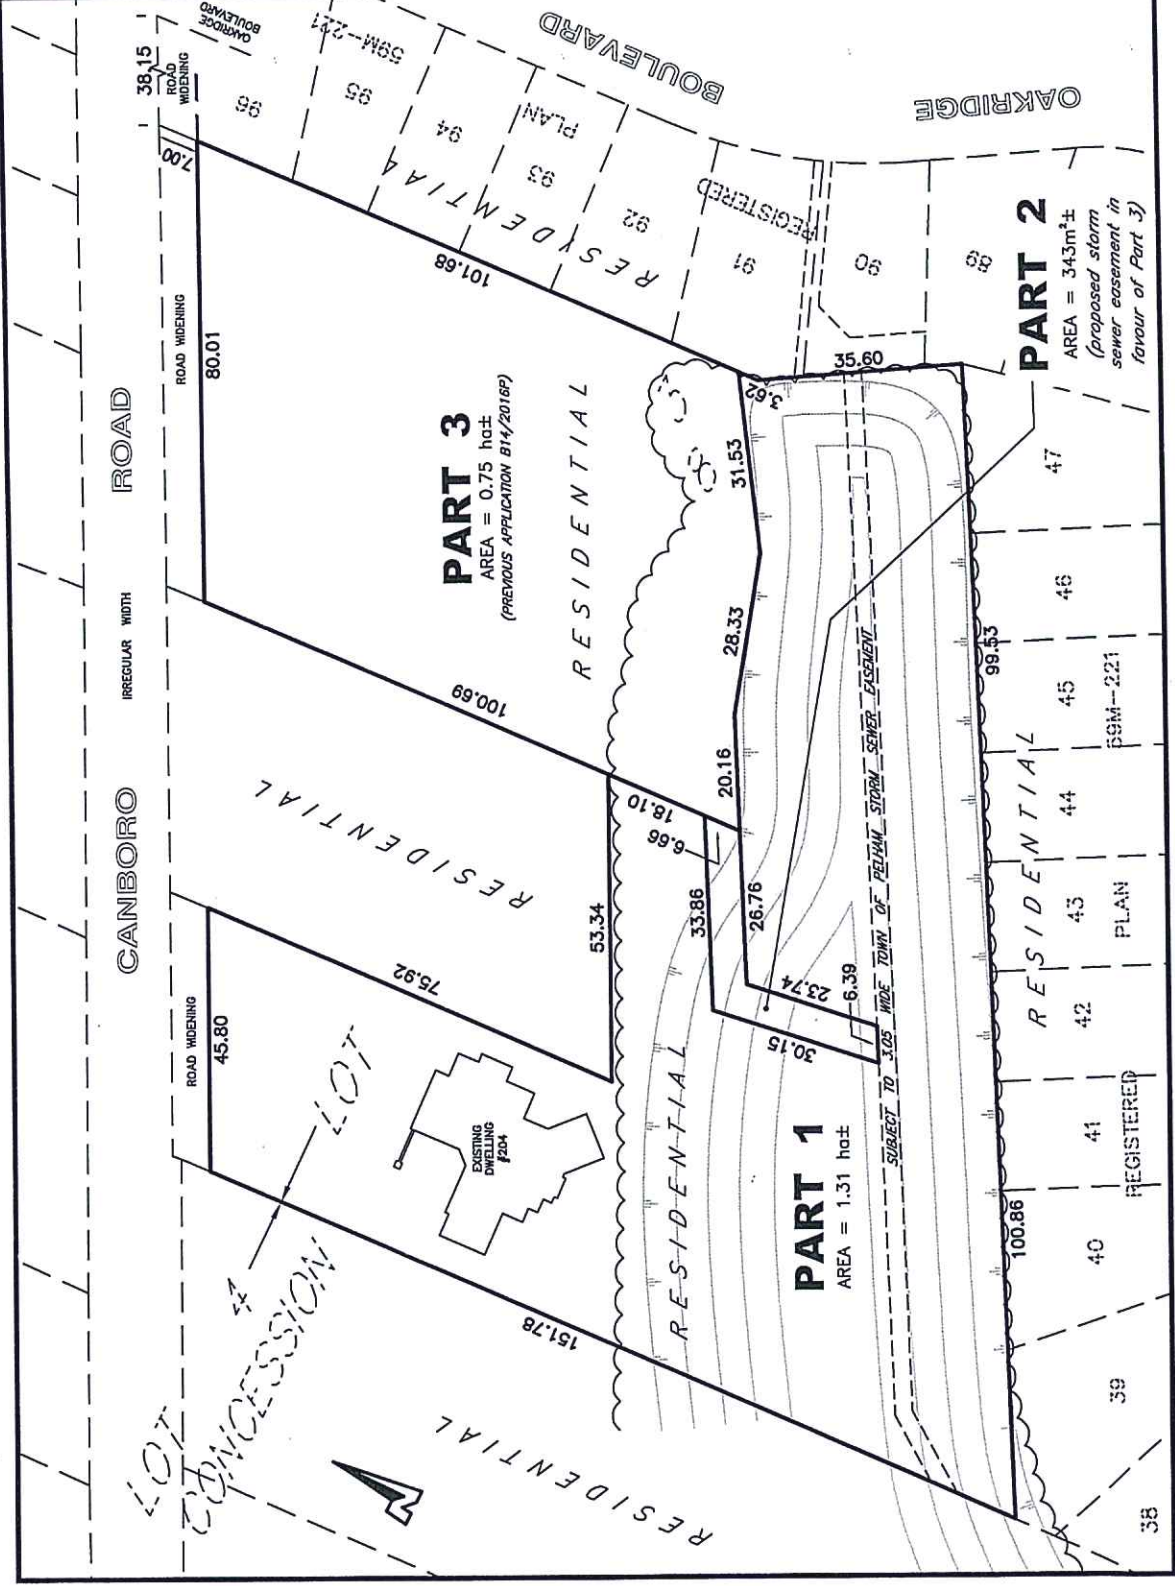 CANBORO ROAD
IRREGULAR WIDTH
ROAD WIDENING
45.80
ROAD WIDENING
80.01
7.00
38.15
ROAD
WIDENING
OAKRIDGE
BOULEVARD
LOT
CONCESSION
4
LOT
RESIDENTIAL
151.78
EXISTING
DWELLING
#204
75.92
53.34
RESIDENTIAL
100.69
18.10
6.66
PART 3
AREA = 0.75 ha±
(PREVIOUS APPLICATION B14/2016P)
RESIDENTIAL
101.68
RESIDENTIAL
96
95
94
93
92
91
90
89
59M-221
PLAN
REGISTERED
OAKRIDGE
BOULEVARD
RESIDENTIAL
PART 1
AREA = 1.31 ha±
33.86
26.76
20.16
28.33
31.53
3.62
35.60
30.15
23.74
6.39
SUBJECT TO 3.05 WIDE TOWN OF PELHAM STORM SEWER EASEMENT
PART 2
AREA = 343m²±
(proposed storm
sewer easement in
favour of Part 3)
100.86
99.53
RESIDENTIAL
38
39
40
41
42
43
44
45
46
47
REGISTERED
PLAN
59M-221
N